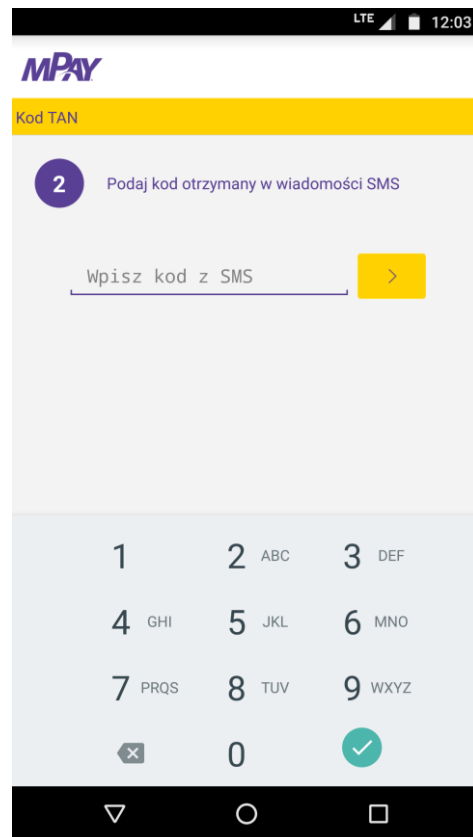 LTE 12:03
mPAY
Kod TAN
2 Podaj kod otrzymany w wiadomości SMS
Wpisz kod z SMS
1 2 ABC 3 DEF
4 GHI 5 JKL 6 MNO
7 PRQS 8 TUV 9 WXYZ
0